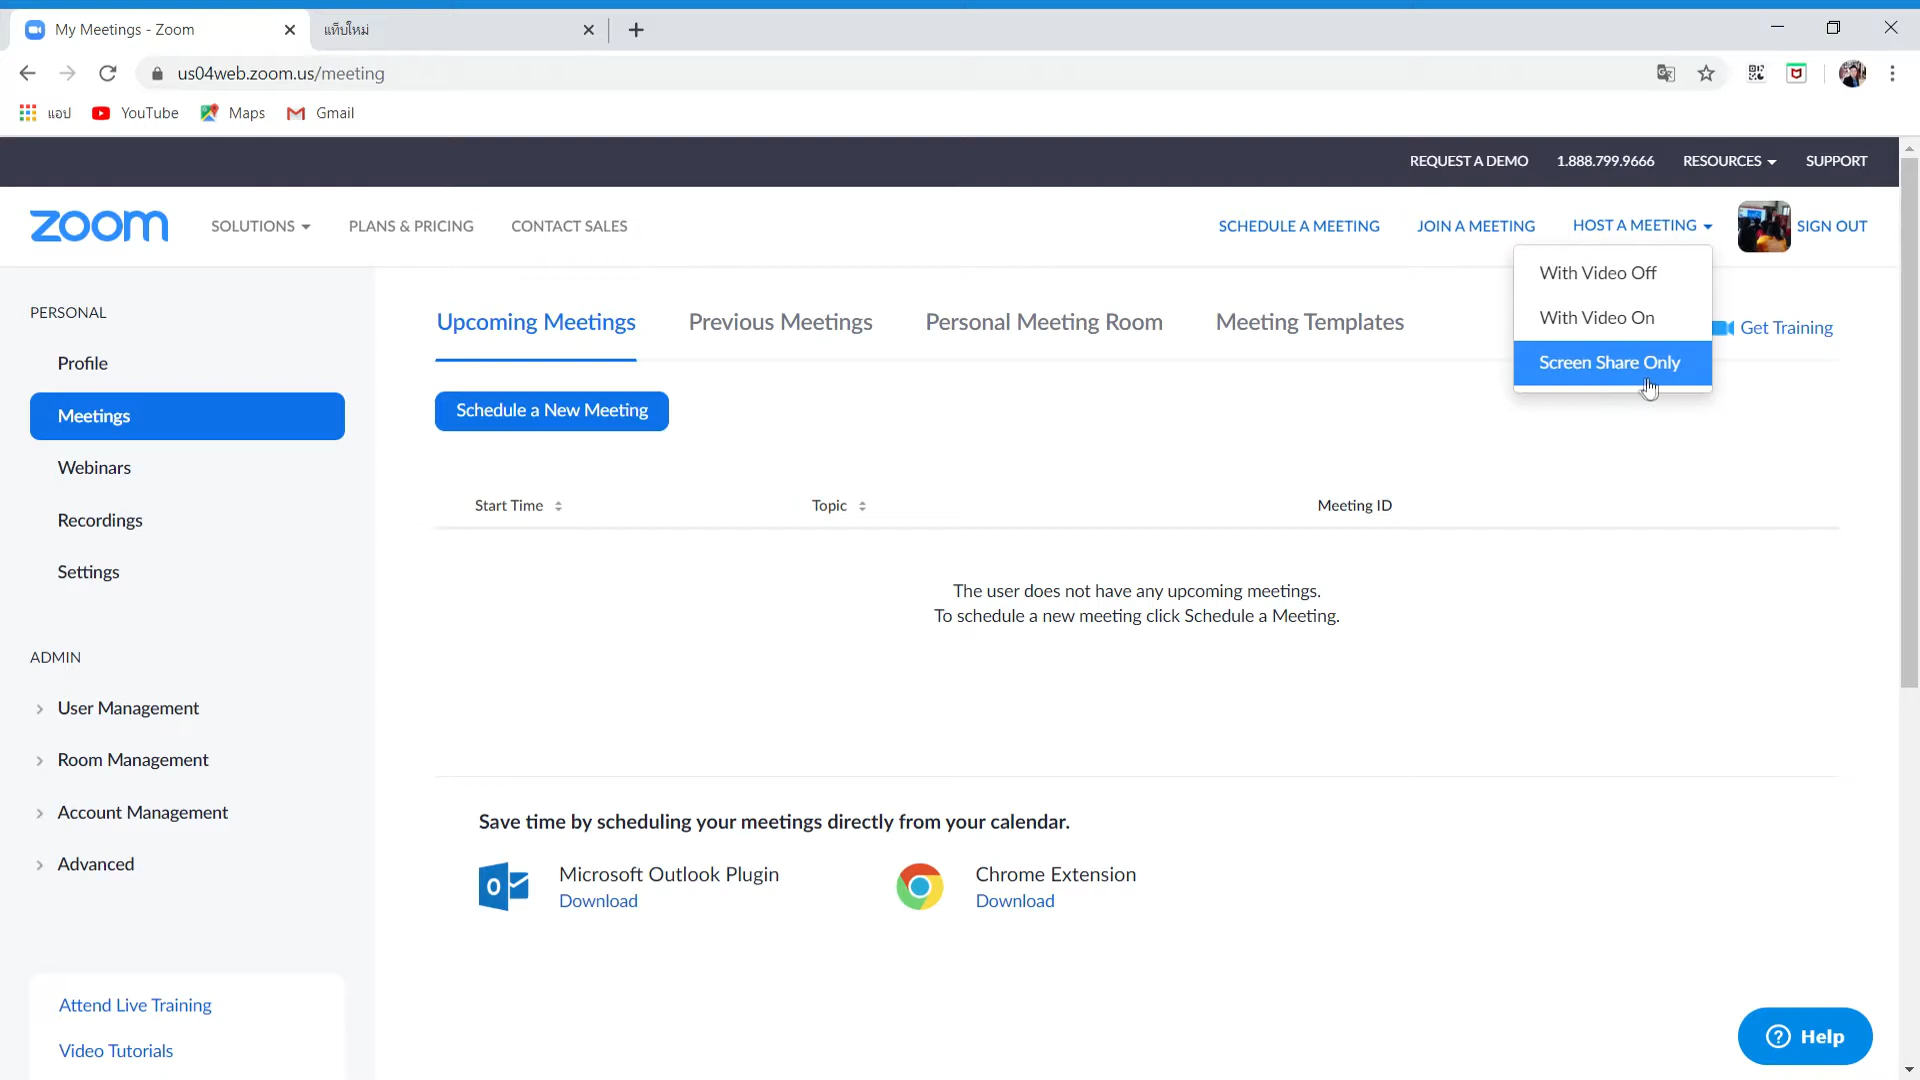 My Meetings - Zoom
แท็บใหม่
us04web.zoom.us/meeting
แอป
YouTube
Maps
Gmail
REQUEST A DEMO
1.888.799.9666
RESOURCES
SUPPORT
zoom
SOLUTIONS
PLANS & PRICING
CONTACT SALES
SCHEDULE A MEETING
JOIN A MEETING
HOST A MEETING
SIGN OUT
With Video Off
With Video On
Screen Share Only
PERSONAL
Profile
Meetings
Webinars
Recordings
Settings
ADMIN
User Management
Room Management
Account Management
Advanced
Attend Live Training
Video Tutorials
Upcoming Meetings
Previous Meetings
Personal Meeting Room
Meeting Templates
Get Training
Schedule a New Meeting
Start Time
Topic
Meeting ID
The user does not have any upcoming meetings.
To schedule a new meeting click Schedule a Meeting.
Save time by scheduling your meetings directly from your calendar.
Microsoft Outlook Plugin
Download
Chrome Extension
Download
Help